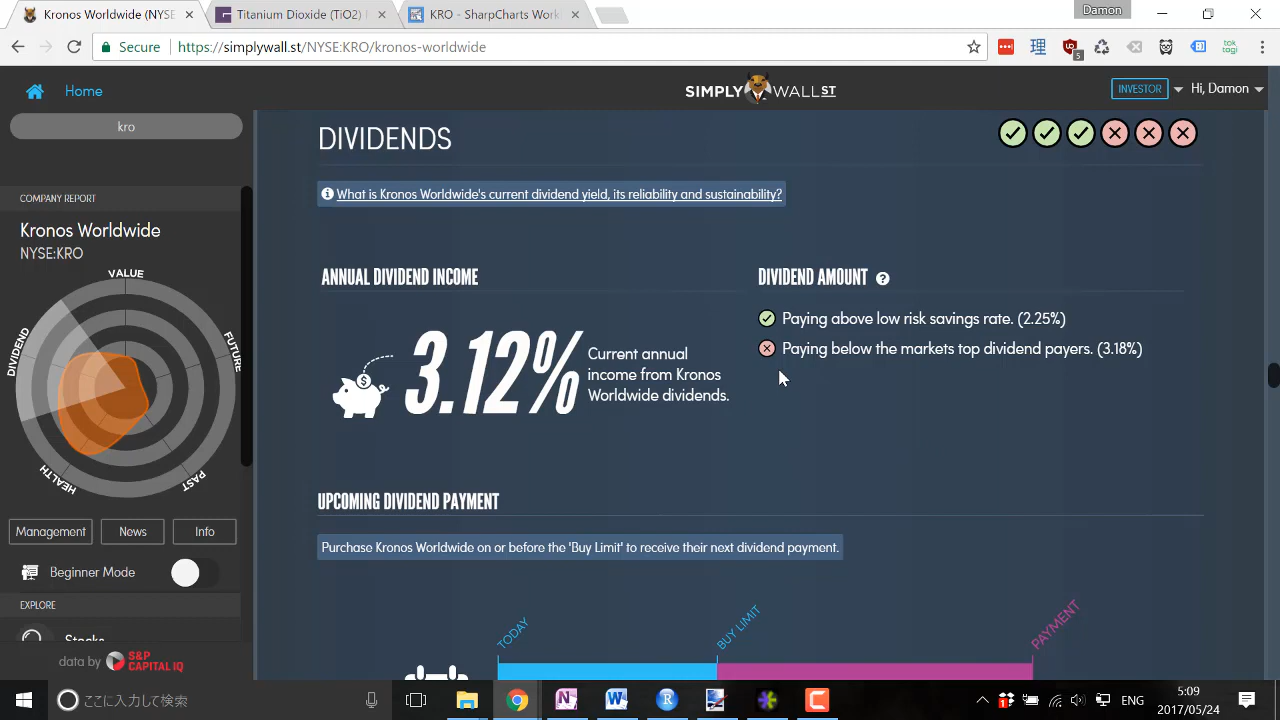 Kronos Worldwide (NYSE
Titanium Dioxide (TiO2)
KRO - SharpCharts Work
Damon
Secure
https://simplywall.st/NYSE:KRO/kronos-worldwide
5
理
tok
tag
Home
SIMPLY WALL ST
INVESTOR
Hi, Damon
kro
COMPANY REPORT
Kronos Worldwide
NYSE:KRO
VALUE
FUTURE
PAST
HEALTH
DIVIDEND
Management
News
Info
Beginner Mode
EXPLORE
Stocks
data by S&P CAPITAL IQ
DIVIDENDS
What is Kronos Worldwide's current dividend yield, its reliability and sustainability?
ANNUAL DIVIDEND INCOME
3.12%
Current annual
income from Kronos
Worldwide dividends.
DIVIDEND AMOUNT ?
Paying above low risk savings rate. (2.25%)
Paying below the markets top dividend payers. (3.18%)
UPCOMING DIVIDEND PAYMENT
Purchase Kronos Worldwide on or before the 'Buy Limit' to receive their next dividend payment.
TODAY
BUY LIMIT
PAYMENT
ここに入力して検索
ENG
5:09
2017/05/24